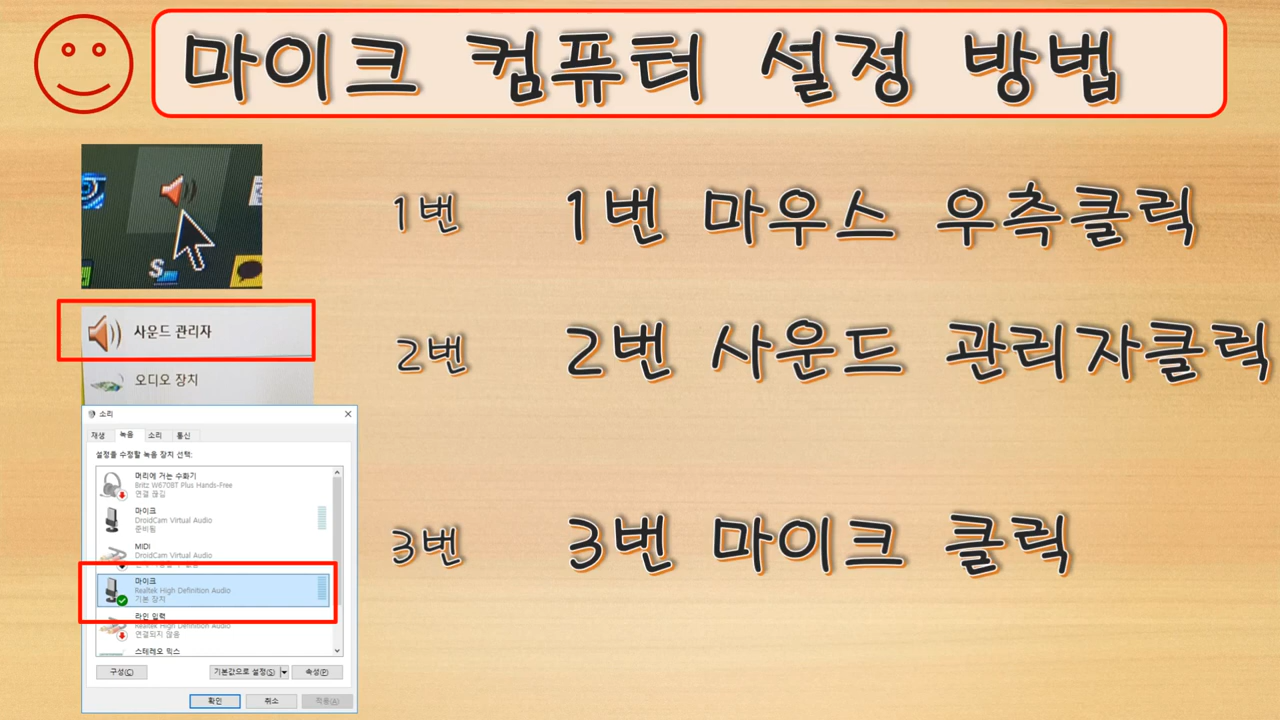 마이크 컴퓨터 설정 방법
1번 1번 마우스 우측클릭
S
사운드 관리자
오디오 장치
2번 2번 사운드 관리자클릭
소리
재생 녹음 소리 통신
설정을 수정할 녹음 장치 선택:
머리에 거는 수화기
Britz W670BT Plus Hands-Free
연결 끊김
마이크
DroidCam Virtual Audio
준비됨
MIDI
DroidCam Virtual Audio
마이크
Realtek High Definition Audio
기본 장치
라인 입력
Realtek High Definition Audio
연결되지 않음
스테레오 믹스
3번 3번 마이크 클릭
구성(C) 기본값으로 설정(S) 속성(P)
확인 취소 적용(A)